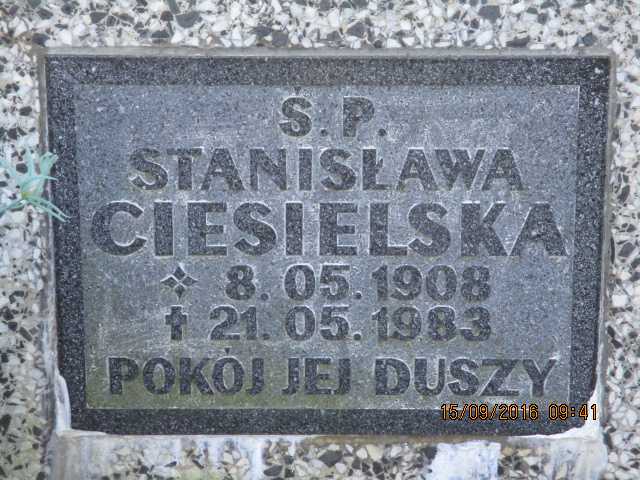 Ś. P.
STANISŁAWA
CIESIELSKA
8. 05. 1908
✝ 21. 05. 1983
POKÓJ JEJ DUSZY
15/09/2016 09:41